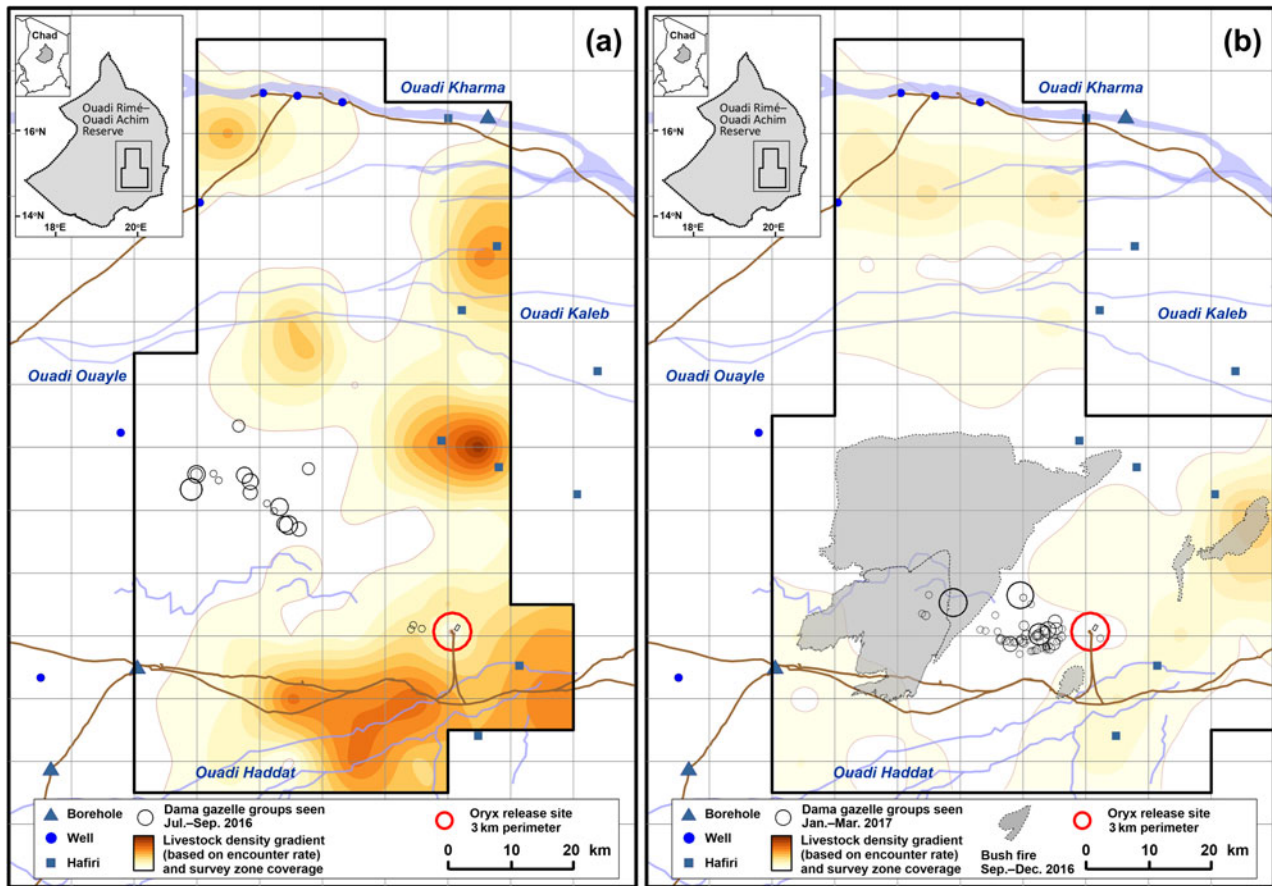 (a)
Chad
Ouadi Rimé–
Ouadi Achim
Reserve
16°N
14°N
18°E
20°E
Ouadi Kharma
Ouadi Kaleb
Ouadi Ouayle
Ouadi Haddat
Borehole
Well
Hafiri
Dama gazelle groups seen
Jul.–Sep. 2016
Livestock density gradient
(based on encounter rate)
and survey zone coverage
Oryx release site
3 km perimeter
0 10 20 km
(b)
Chad
Ouadi Rimé–
Ouadi Achim
Reserve
16°N
14°N
18°E
20°E
Ouadi Kharma
Ouadi Kaleb
Ouadi Ouayle
Ouadi Haddat
Borehole
Well
Hafiri
Dama gazelle groups seen
Jan.–Mar. 2017
Livestock density gradient
(based on encounter rate)
and survey zone coverage
Bush fire
Sep.–Dec. 2016
Oryx release site
3 km perimeter
0 10 20 km